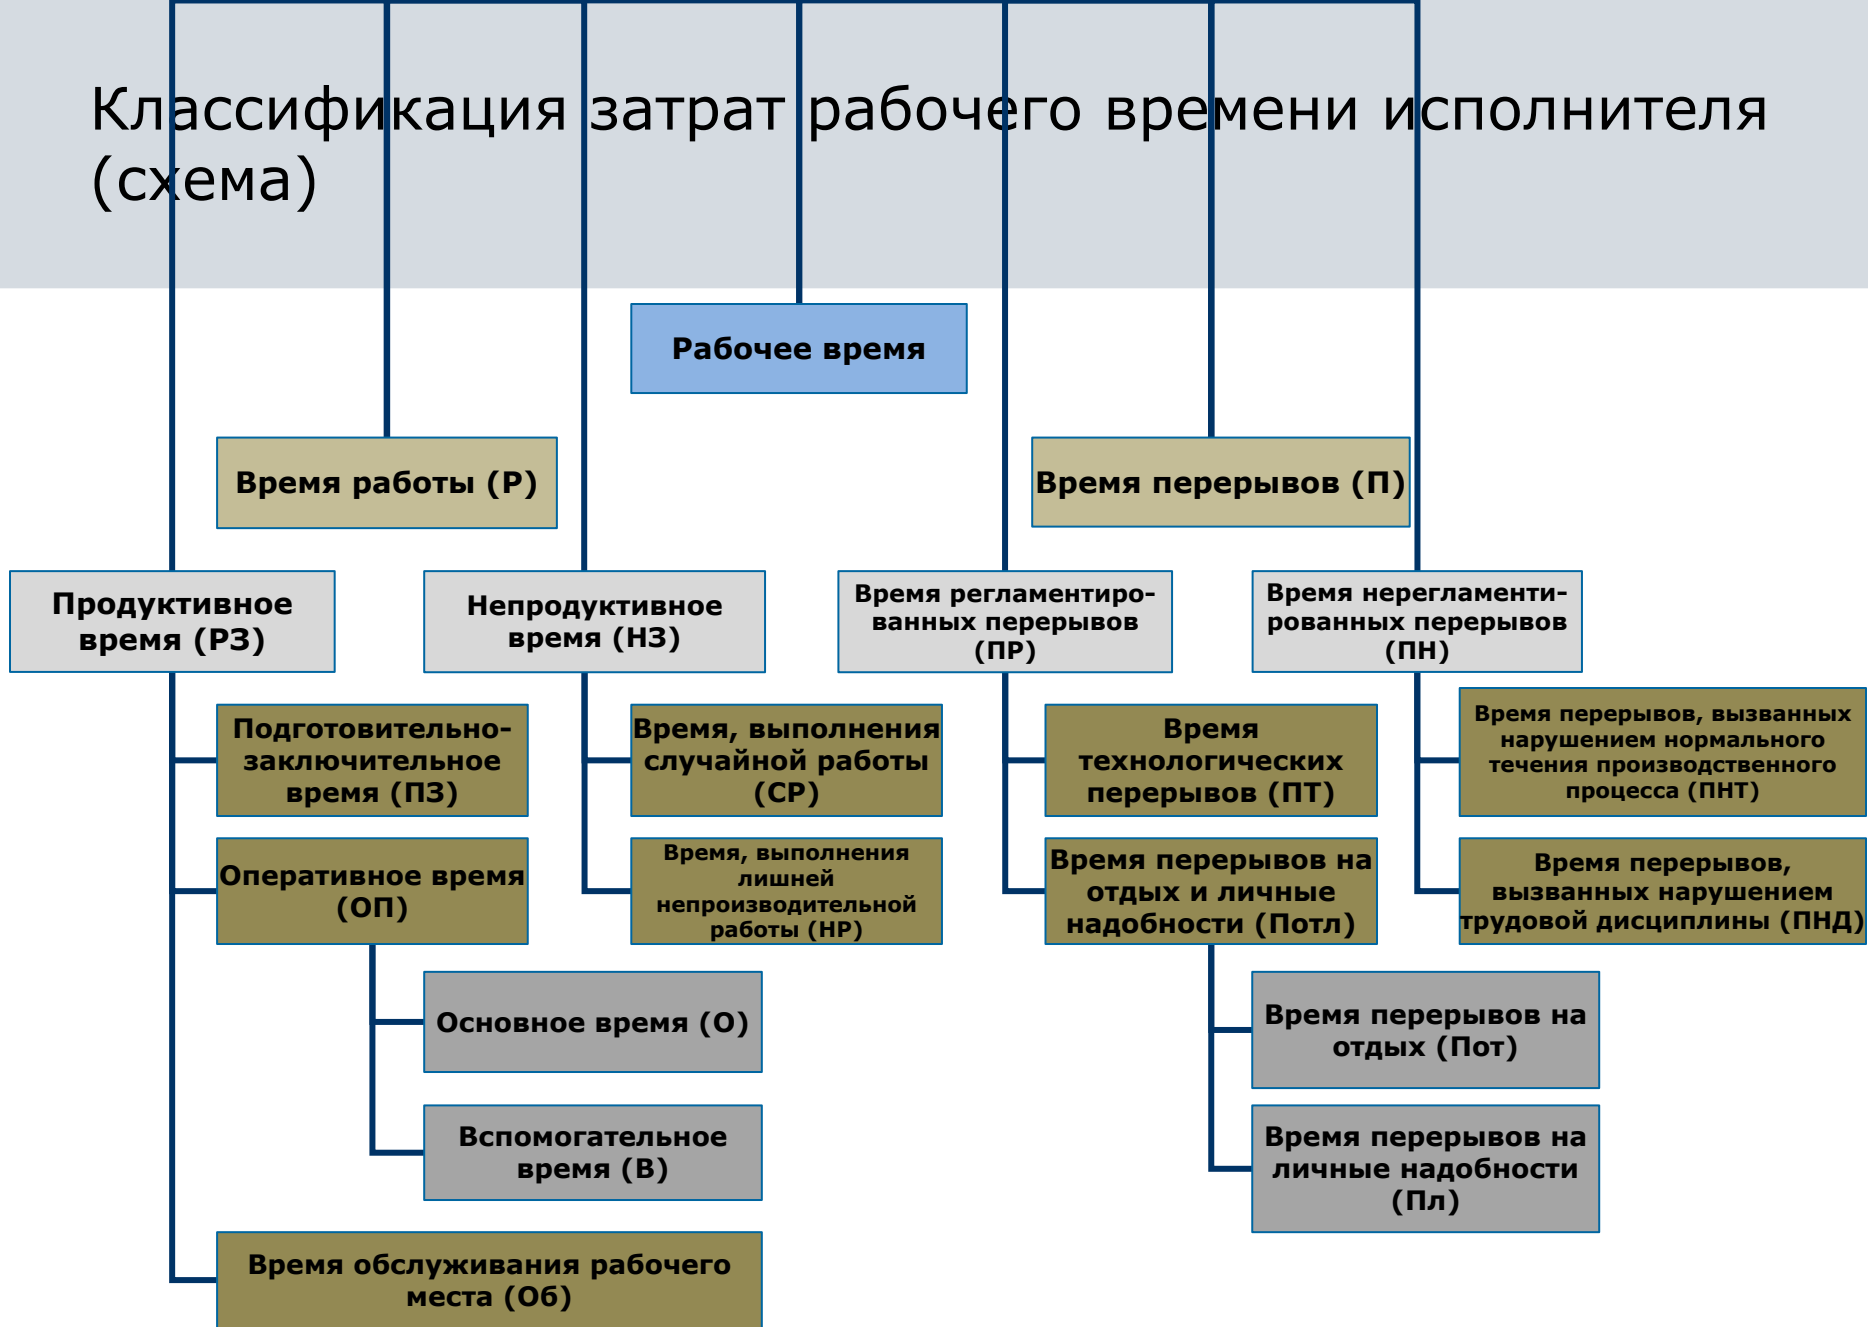 Классификация затрат рабочего времени исполнителя
(схема)
Рабочее время
Время работы (Р)
Время перерывов (П)
Продуктивное
время (РЗ)
Непродуктивное
время (НЗ)
Время регламентиро-
ванных перерывов
(ПР)
Время нерегламенти-
рованных перерывов
(ПН)
Подготовительно-
заключительное
время (ПЗ)
Время, выполнения
случайной работы
(СР)
Время
технологических
перерывов (ПТ)
Время перерывов, вызванных
нарушением нормального
течения производственного
процесса (ПНТ)
Оперативное время
(ОП)
Время, выполнения
лишней
непроизводительной
работы (НР)
Время перерывов на
отдых и личные
надобности (Потл)
Время перерывов,
вызванных нарушением
трудовой дисциплины (ПНД)
Основное время (О)
Время перерывов на
отдых (Пот)
Вспомогательное
время (В)
Время перерывов на
личные надобности
(Пл)
Время обслуживания рабочего
места (Об)